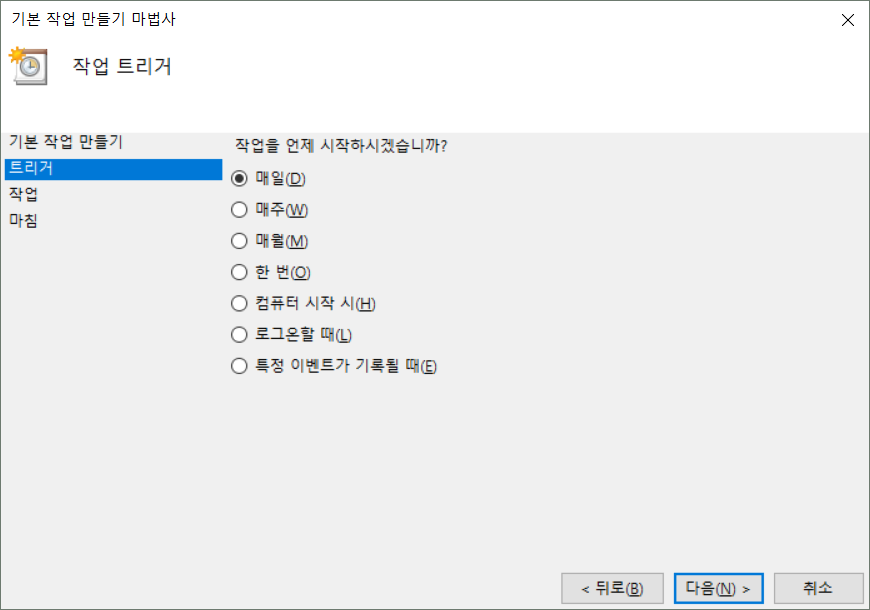 기본 작업 만들기 마법사
작업 트리거
기본 작업 만들기
트리거
작업
마침
작업을 언제 시작하시겠습니까?
매일(D)
매주(W)
매월(M)
한 번(O)
컴퓨터 시작 시(H)
로그온할 때(L)
특정 이벤트가 기록될 때(E)
< 뒤로(B)
다음(N) >
취소